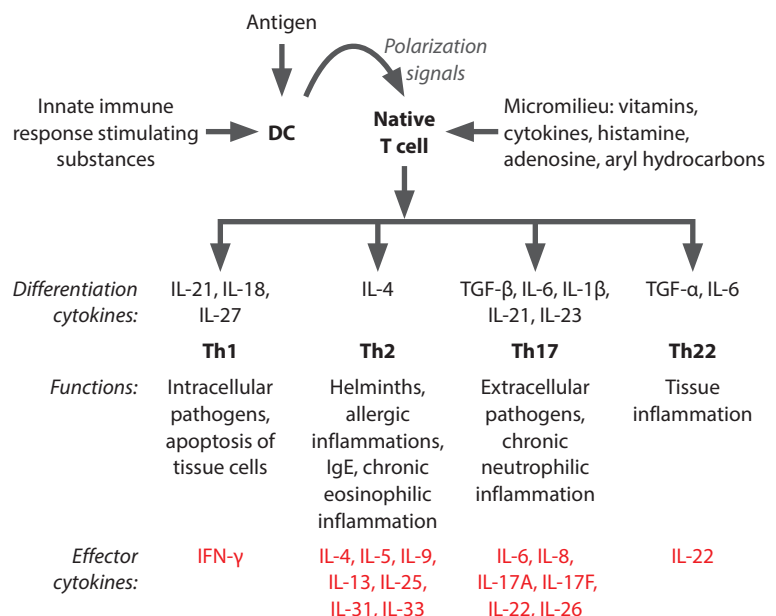 Antigen
Polarization
signals
Innate immune
response stimulating
substances
DC
Native
T cell
Micromilieu: vitamins,
cytokines, histamine,
adenosine, aryl hydrocarbons
Differentiation
cytokines:
IL-21, IL-18,
IL-27
IL-4
TGF-β, IL-6, IL-1β,
IL-21, IL-23
TGF-α, IL-6
Th1
Th2
Th17
Th22
Functions:
Intracellular
pathogens,
apoptosis of
tissue cells
Helminths,
allergic
inflammations,
IgE, chronic
eosinophilic
inflammation
Extracellular
pathogens,
chronic
neutrophilic
inflammation
Tissue
inflammation
Effector
cytokines:
IFN-γ
IL-4, IL-5, IL-9,
IL-13, IL-25,
IL-31, IL-33
IL-6, IL-8,
IL-17A, IL-17F,
IL-22, IL-26
IL-22